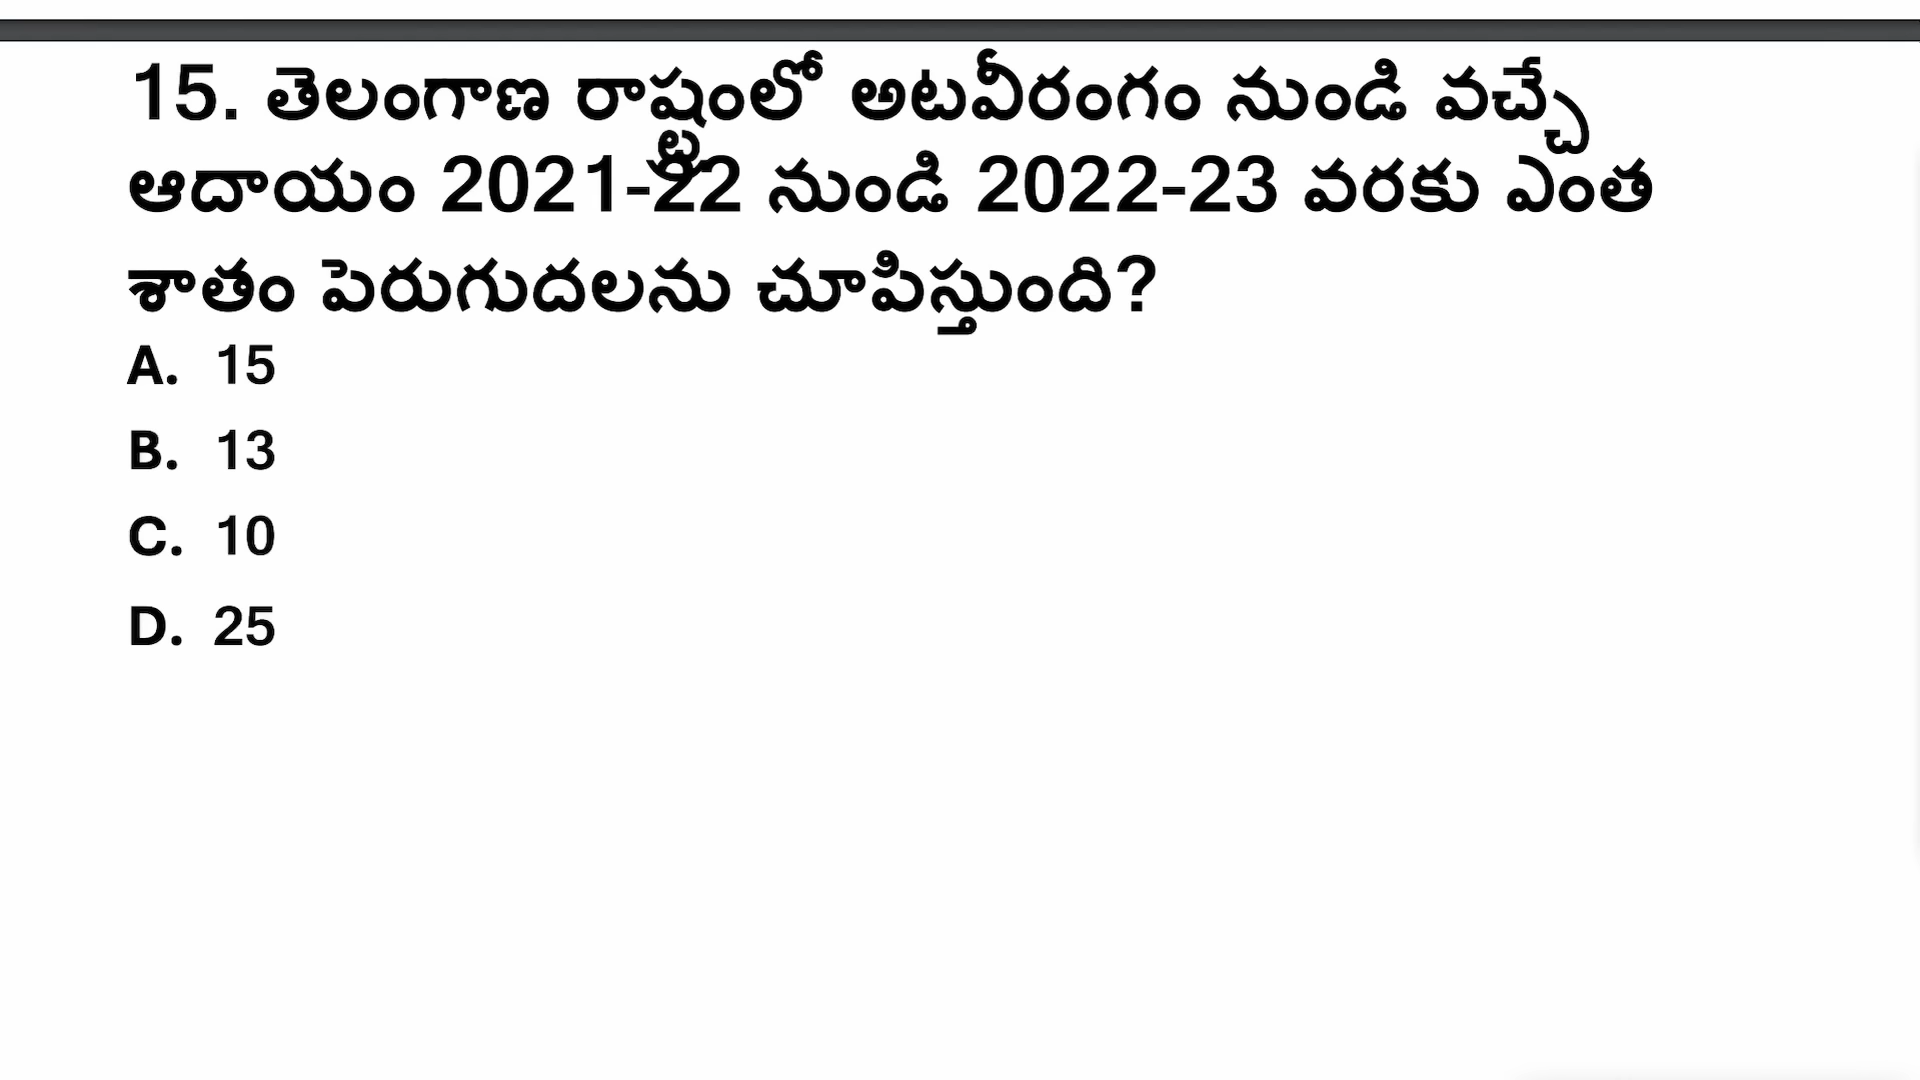 15. తెలంగాణ రాష్ట్రంలో అటవీరంగం నుండి వచ్చే
ఆదాయం 2021-22 నుండి 2022-23 వరకు ఎంత
శాతం పెరుగుదలను చూపిస్తుంది?
A. 15
B. 13
C. 10
D. 25